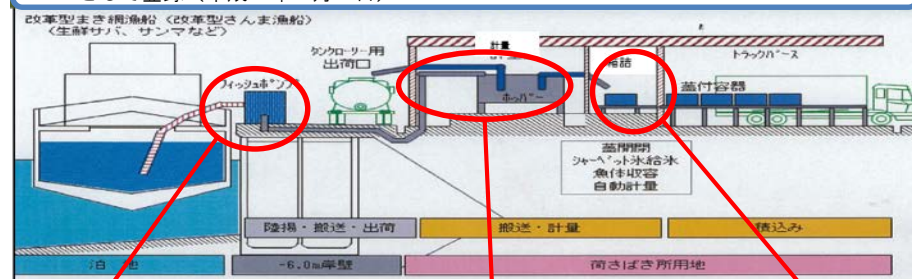 改革型まき網漁船（改革型さんま漁船）
（生鮮サバ、サンマなど）
タンクローリー用
出荷口
計量
箱詰
トラックバース
フィッシュポンプ
ホッパー
蓋付容器
蓋開閉
シャーベット氷給氷
魚体収容
自動計量
陸揚・搬送・出荷
搬送・計量
積込み
泊地
-6.0m岸壁
荷さばき所用地